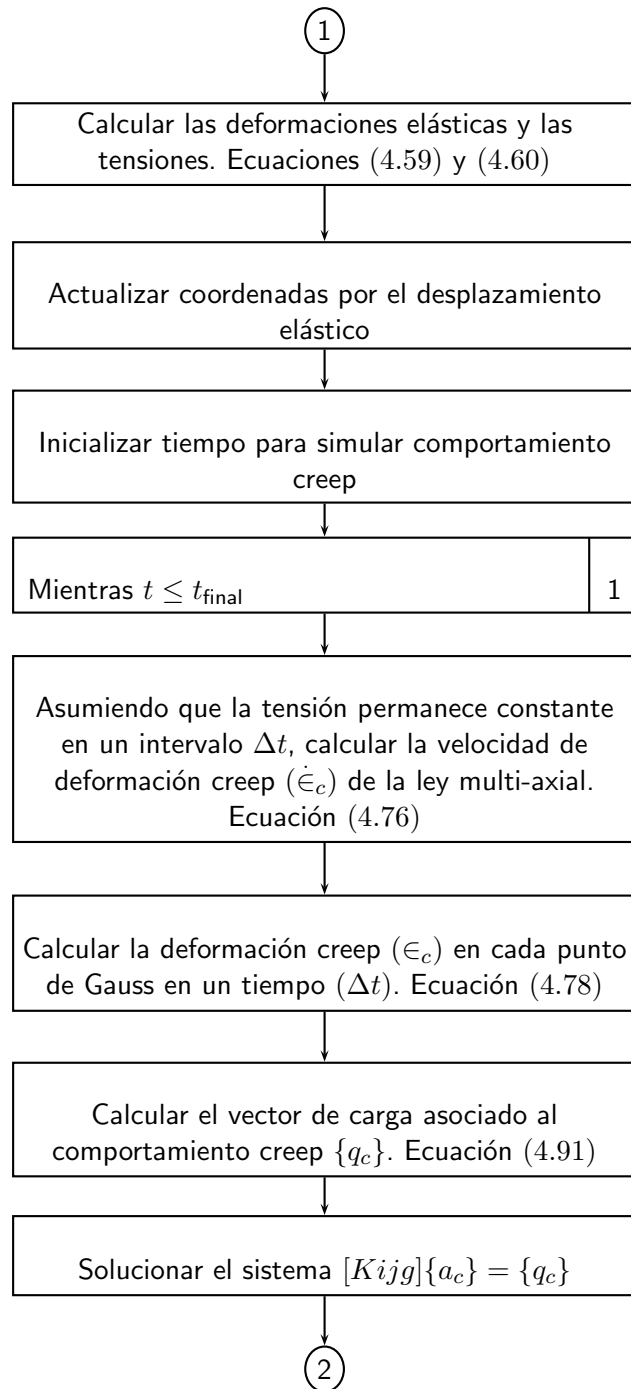 1
Calcular las deformaciones elásticas y las
tensiones. Ecuaciones (4.59) y (4.60)
Actualizar coordenadas por el desplazamiento
elástico
Inicializar tiempo para simular comportamiento
creep
Mientras t ≤ t_final 1
Asumiendo que la tensión permanece constante
en un intervalo Δt, calcular la velocidad de
deformación creep (∈̇_c) de la ley multi-axial.
Ecuación (4.76)
Calcular la deformación creep (∈_c) en cada punto
de Gauss en un tiempo (Δt). Ecuación (4.78)
Calcular el vector de carga asociado al
comportamiento creep {q_c}. Ecuación (4.91)
Solucionar el sistema [Kijg]{a_c} = {q_c}
2